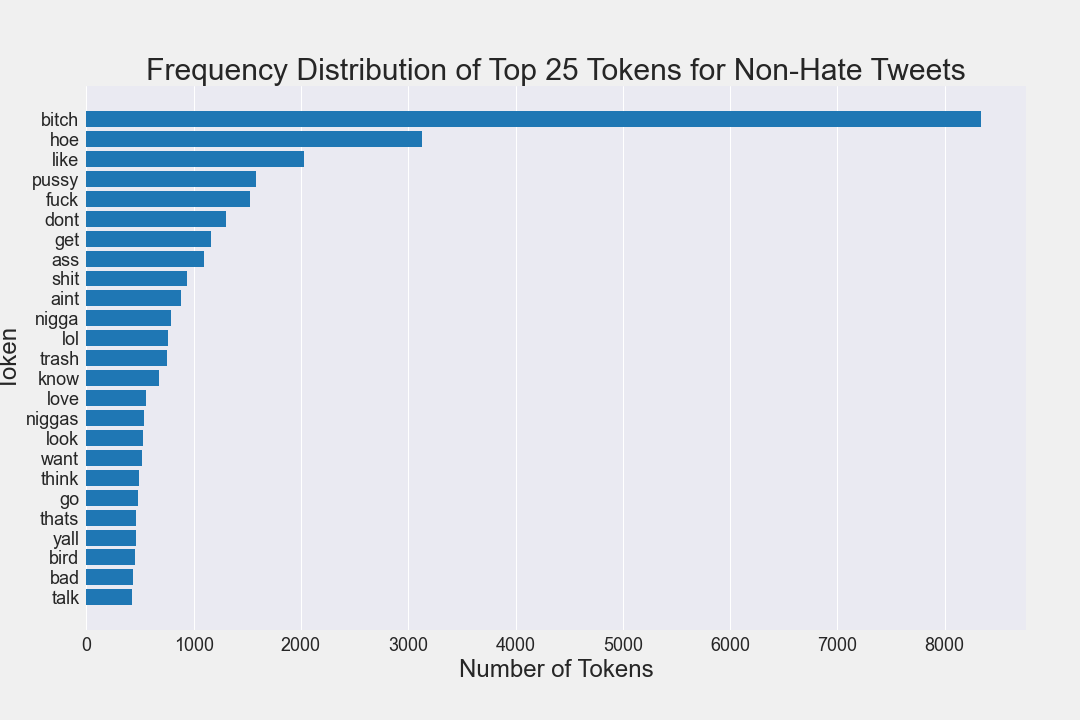 Frequency Distribution of Top 25 Tokens for Non-Hate Tweets
bitch
hoe
like
pussy
fuck
dont
get
ass
shit
aint
nigga
lol
trash
know
love
niggas
look
want
think
go
thats
yall
bird
bad
talk
Token
0 1000 2000 3000 4000 5000 6000 7000 8000
Number of Tokens